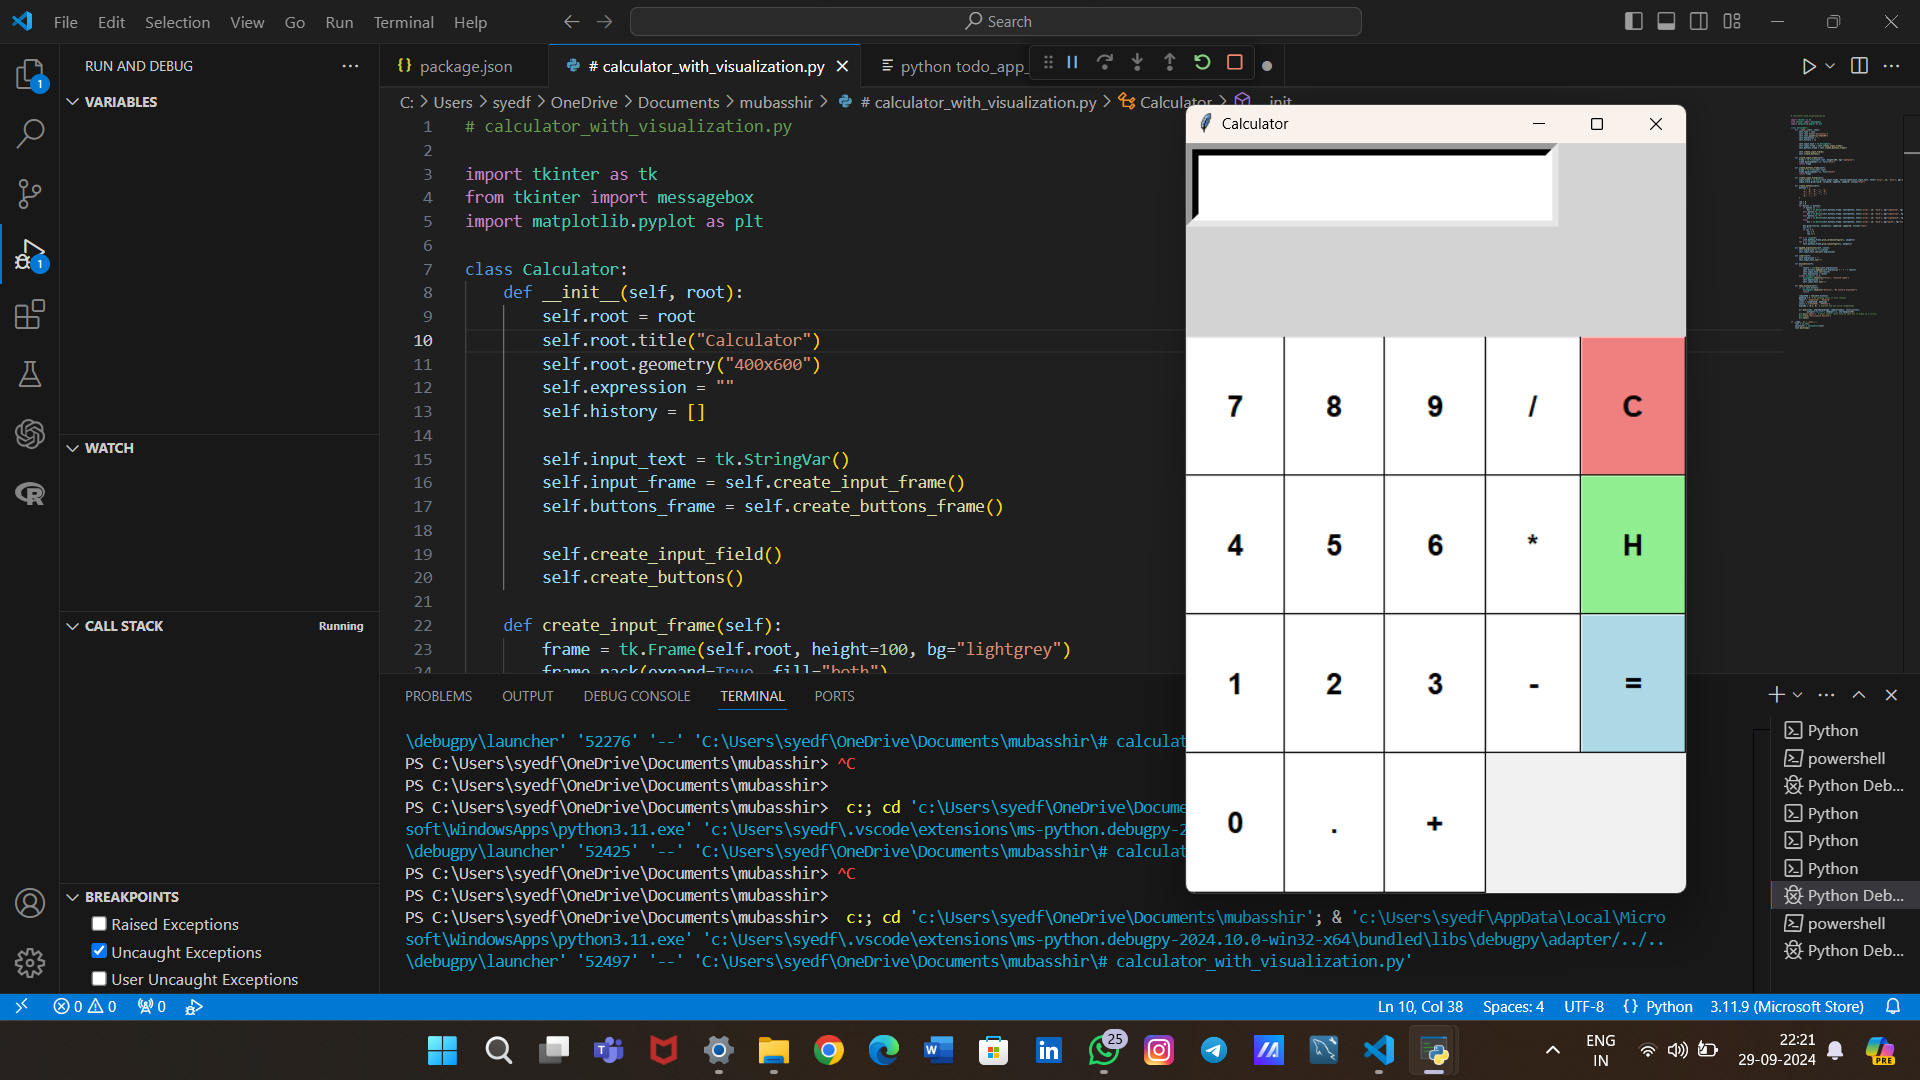 File Edit Selection View Go Run Terminal Help
Search
RUN AND DEBUG
VARIABLES
WATCH
CALL STACK Running
BREAKPOINTS
Raised Exceptions
Uncaught Exceptions
User Uncaught Exceptions
{} package.json
# calculator_with_visualization.py
python todo_app_
C: > Users > syedf > OneDrive > Documents > mubasshir > # calculator_with_visualization.py > Calculator > __init__
1 # calculator_with_visualization.py
2
3 import tkinter as tk
4 from tkinter import messagebox
5 import matplotlib.pyplot as plt
6
7 class Calculator:
8 def __init__(self, root):
9 self.root = root
10 self.root.title("Calculator")
11 self.root.geometry("400x600")
12 self.expression = ""
13 self.history = []
14
15 self.input_text = tk.StringVar()
16 self.input_frame = self.create_input_frame()
17 self.buttons_frame = self.create_buttons_frame()
18
19 self.create_input_field()
20 self.create_buttons()
21
22 def create_input_frame(self):
23 frame = tk.Frame(self.root, height=100, bg="lightgrey")
24 frame.pack(expand=True, fill="both")
Calculator
7 8 9 / C
4 5 6 * H
1 2 3 - =
0 . +
PROBLEMS OUTPUT DEBUG CONSOLE TERMINAL PORTS
\debugpy\launcher' '52276' '--' 'C:\Users\syedf\OneDrive\Documents\mubasshir\# calculat
PS C:\Users\syedf\OneDrive\Documents\mubasshir> ^C
PS C:\Users\syedf\OneDrive\Documents\mubasshir>
PS C:\Users\syedf\OneDrive\Documents\mubasshir> c:; cd 'c:\Users\syedf\OneDrive\Docume
soft\WindowsApps\python3.11.exe' 'c:\Users\syedf\.vscode\extensions\ms-python.debugpy-2
\debugpy\launcher' '52425' '--' 'C:\Users\syedf\OneDrive\Documents\mubasshir\# calculat
PS C:\Users\syedf\OneDrive\Documents\mubasshir> ^C
PS C:\Users\syedf\OneDrive\Documents\mubasshir>
PS C:\Users\syedf\OneDrive\Documents\mubasshir> c:; cd 'c:\Users\syedf\OneDrive\Documents\mubasshir'; & 'c:\Users\syedf\AppData\Local\Micro
soft\WindowsApps\python3.11.exe' 'c:\Users\syedf\.vscode\extensions\ms-python.debugpy-2024.10.0-win32-x64\bundled\libs\debugpy\adapter/../..
\debugpy\launcher' '52497' '--' 'C:\Users\syedf\OneDrive\Documents\mubasshir\# calculator_with_visualization.py'
Python
powershell
Python Deb...
Python
Python
Python
Python Deb...
powershell
Python Deb...
0 0 0 Ln 10, Col 38 Spaces: 4 UTF-8 {} Python 3.11.9 (Microsoft Store)
25
ENG
IN
22:21
29-09-2024
PRE